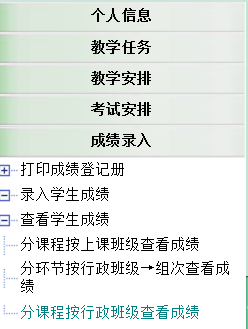 个人信息
教学任务
教学安排
考试安排
成绩录入
打印成绩登记册
录入学生成绩
查看学生成绩
分课程按上课班级查看成绩
分环节按行政班级→组次查看成
绩
分课程按行政班级查看成绩